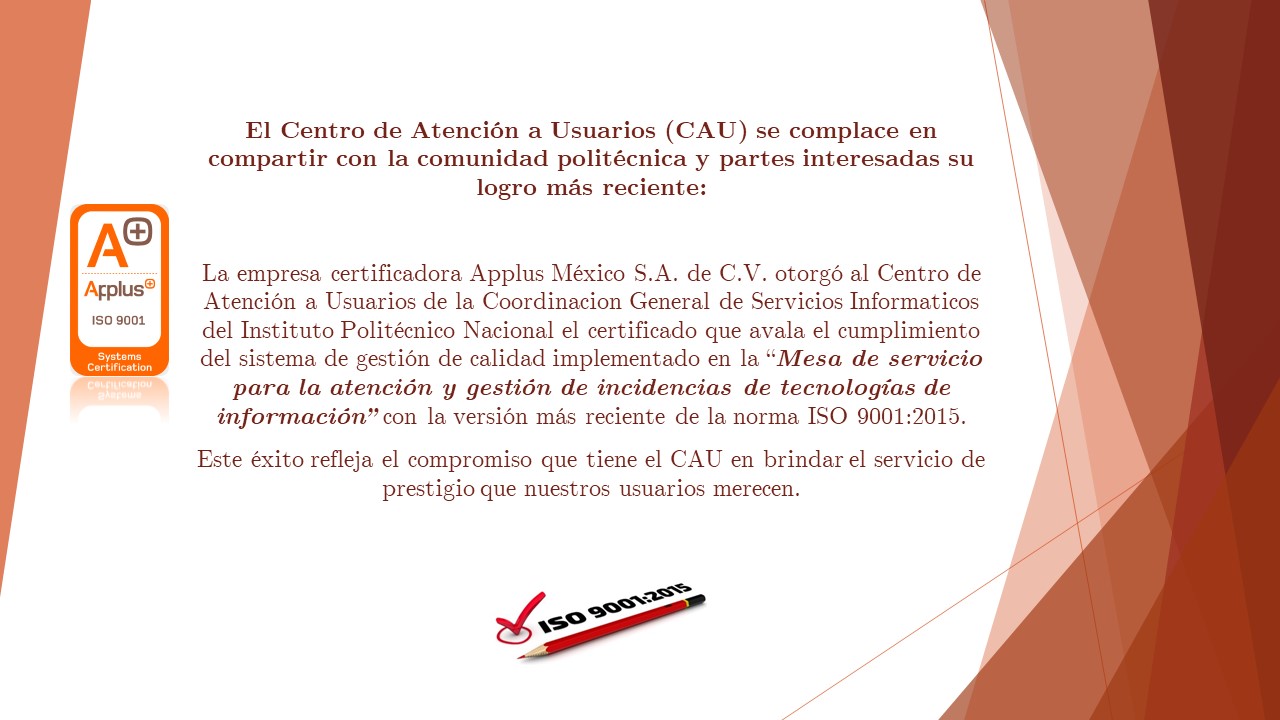 El Centro de Atención a Usuarios (CAU) se complace en
compartir con la comunidad politécnica y partes interesadas su
logro más reciente:
A+
Applus+
ISO 9001
Systems
Certification
La empresa certificadora Applus México S.A. de C.V. otorgó al Centro de
Atención a Usuarios de la Coordinacion General de Servicios Informaticos
del Instituto Politécnico Nacional el certificado que avala el cumplimiento
del sistema de gestión de calidad implementado en la “Mesa de servicio
para la atención y gestión de incidencias de tecnologías de
información” con la versión más reciente de la norma ISO 9001:2015.
Este éxito refleja el compromiso que tiene el CAU en brindar el servicio de
prestigio que nuestros usuarios merecen.
ISO 9001:2015